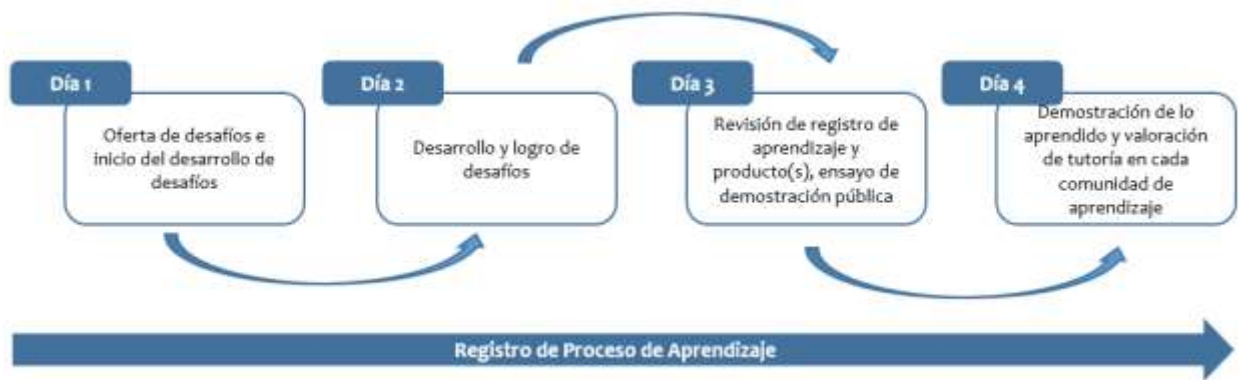 Día 1
Oferta de desafíos e
inicio del desarrollo de
desafíos
Día 2
Desarrollo y logro de
desafíos
Día 3
Revisión de registro de
aprendizaje y
producto(s), ensayo de
demostración pública
Día 4
Demostración de lo
aprendido y valoración
de tutoría en cada
comunidad de
aprendizaje
Registro de Proceso de Aprendizaje